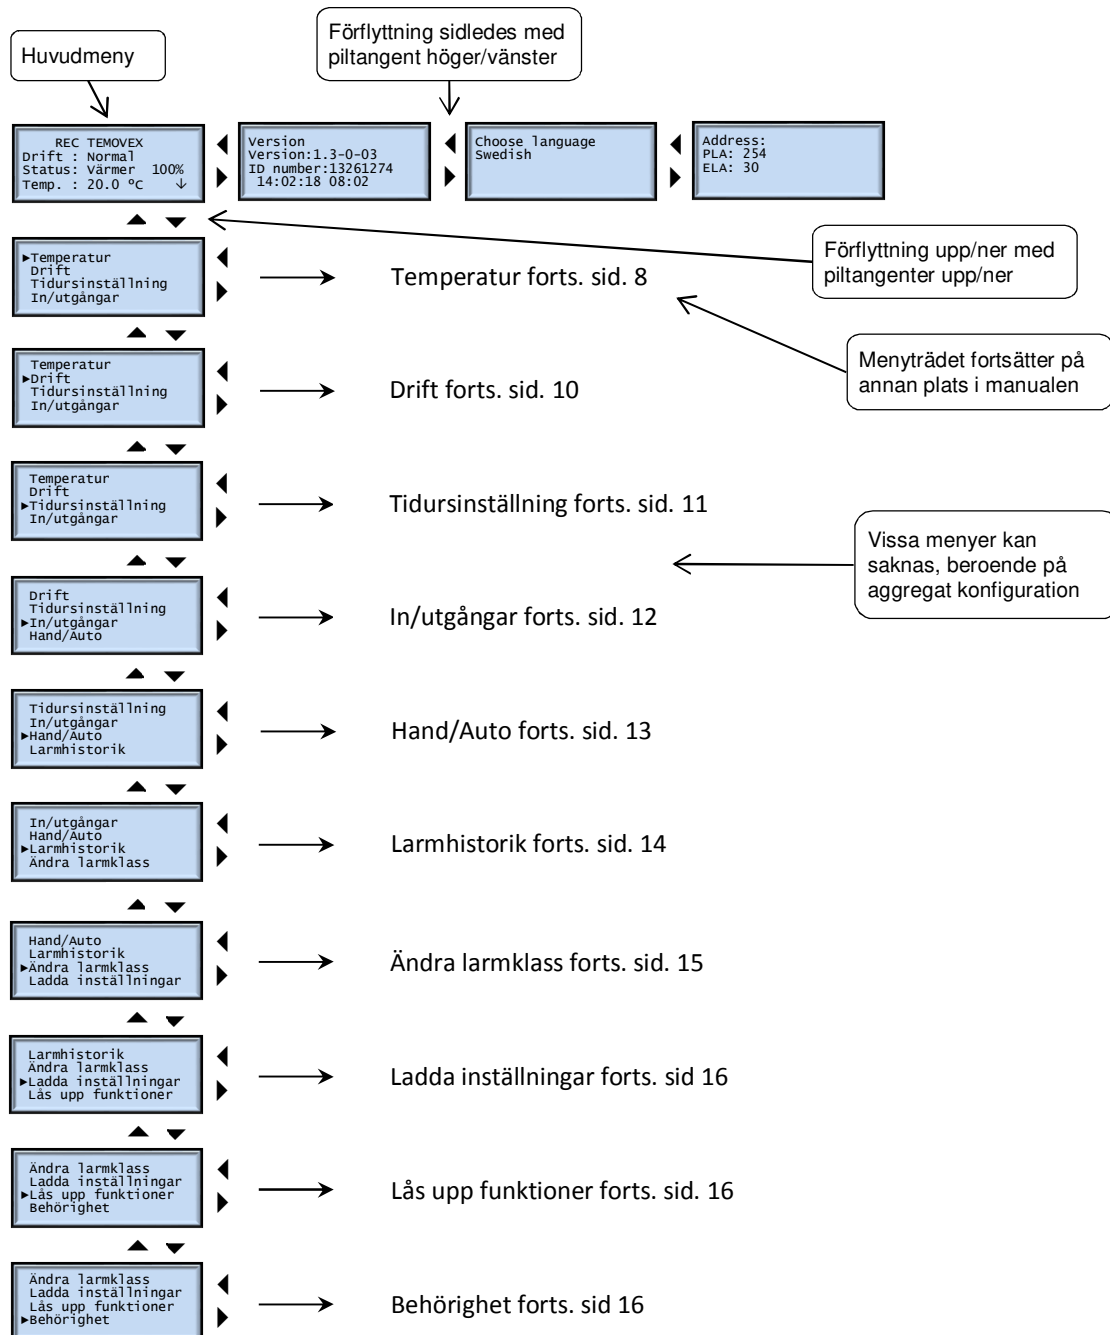 Huvudmeny
Förflyttning sidledes med
piltangent höger/vänster
REC TEMOVEX
Drift : Normal
Status: Värmer 100%
Temp. : 20.0 ºC ↓
Version
Version:1.3-0-03
ID number:13261274
14:02:18 08:02
Choose language
Swedish
Address:
PLA: 254
ELA: 30
Förflyttning upp/ner med
piltangenter upp/ner
▶Temperatur
Drift
Tidursinställning
In/utgångar
Temperatur forts. sid. 8
Menyträdet fortsätter på
annan plats i manualen
Temperatur
▶Drift
Tidursinställning
In/utgångar
Drift forts. sid. 10
Temperatur
Drift
▶Tidursinställning
In/utgångar
Tidursinställning forts. sid. 11
Vissa menyer kan
saknas, beroende på
aggregat konfiguration
Drift
Tidursinställning
▶In/utgångar
Hand/Auto
In/utgångar forts. sid. 12
Tidursinställning
In/utgångar
▶Hand/Auto
Larmhistorik
Hand/Auto forts. sid. 13
In/utgångar
Hand/Auto
▶Larmhistorik
Ändra larmklass
Larmhistorik forts. sid. 14
Hand/Auto
Larmhistorik
▶Ändra larmklass
Ladda inställningar
Ändra larmklass forts. sid. 15
Larmhistorik
Ändra larmklass
▶Ladda inställningar
Lås upp funktioner
Ladda inställningar forts. sid 16
Ändra larmklass
Ladda inställningar
▶Lås upp funktioner
Behörighet
Lås upp funktioner forts. sid. 16
Ändra larmklass
Ladda inställningar
Lås upp funktioner
▶Behörighet
Behörighet forts. sid 16